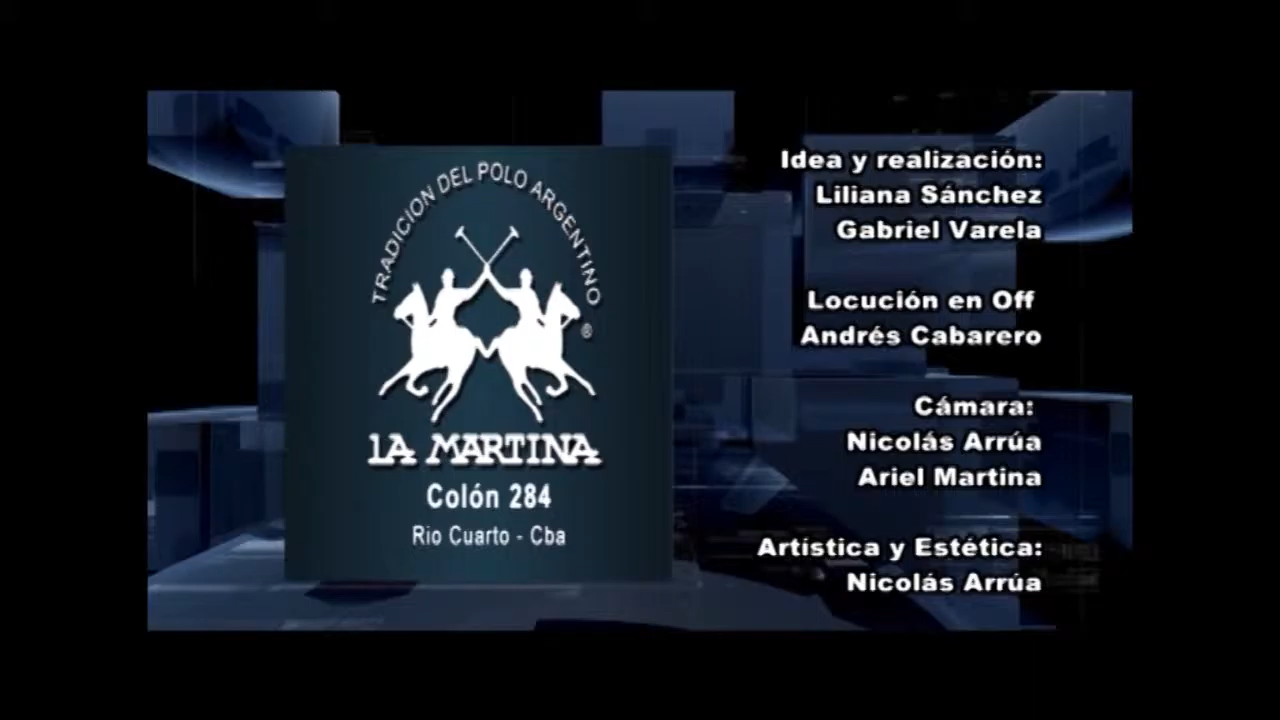 TRADICION DEL POLO ARGENTINO
®
LA MARTINA
Colón 284
Rio Cuarto - Cba
Idea y realización:
Liliana Sánchez
Gabriel Varela
Locución en Off
Andrés Cabarero
Cámara:
Nicolás Arrúa
Ariel Martina
Artística y Estética:
Nicolás Arrúa